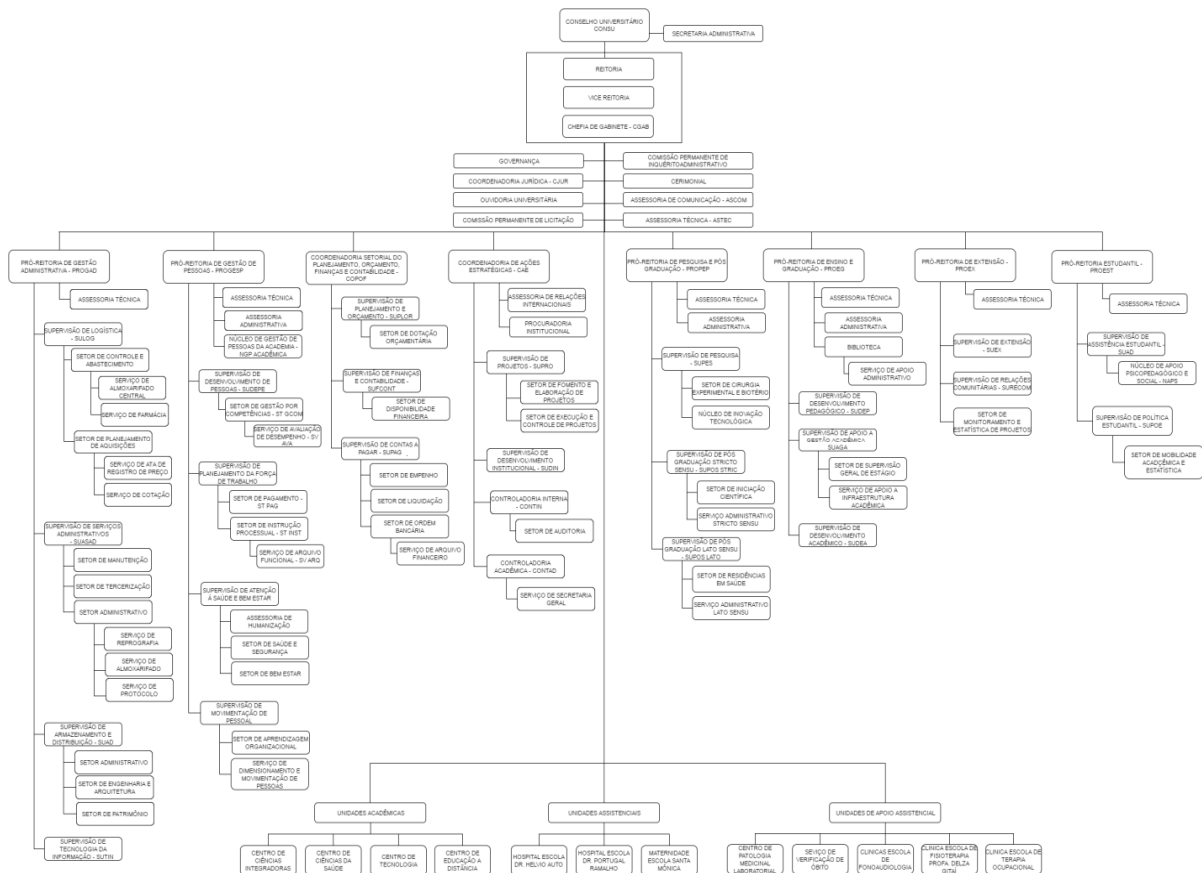 CONSELHO UNIVERSITÁRIO
CONSU
SECRETARIA ADMINISTRATIVA
REITORIA
VICE REITORIA
CHEFIA DE GABINETE - CGAB
GOVERNANÇA
COMISSÃO PERMANENTE DE
INQUÉRITOADMINISTRATIVO
COORDENADORIA JURÍDICA - CJUR
CERIMONIAL
OUVIDORIA UNIVERSITÁRIA
ASSESSORIA DE COMUNICAÇÃO - ASCOM
COMISSÃO PERMANENTE DE LICITAÇÃO
ASSESSORIA TÉCNICA - ASTEC
PRÓ-REITORIA DE GESTÃO
ADMINISTRATIVA - PROGAD
ASSESSORIA TÉCNICA
SUPERVISÃO DE LOGÍSTICA -
SULOG
SETOR DE CONTROLE E
ABASTECIMENTO
SERVIÇO DE
ALMOXARIFADO
CENTRAL
SERVIÇO DE FARMÁCIA
SETOR DE PLANEJAMENTO
DE AQUISIÇÕES
SERVIÇO DE ATA DE
REGISTRO DE PREÇO
SERVIÇO DE COTAÇÃO
SUPERVISÃO DE SERVIÇOS
ADMINISTRATIVOS
- SUASAD
SETOR DE MANUTENÇÃO
SETOR DE TERCERIZAÇÃO
SETOR ADMINISTRATIVO
SERVIÇO DE
REPROGRAFIA
SERVIÇO DE
ALMOXARIFADO
SERVIÇO DE
PROTOCOLO
SUPERVISÃO DE
ARMAZENAMENTO E
DISTRIBUIÇÃO - SUAD
SETOR ADMINISTRATIVO
SETOR DE ENGENHARIA E
ARQUITETURA
SETOR DE PATRIMÔNIO
SUPERVISÃO DE
TECNOLOGIA DA
INFORMAÇÃO - SUTIN
PRÓ-REITORIA DE GESTÃO DE
PESSOAS - PROGESP
ASSESSORIA TÉCNICA
ASSESSORIA
ADMINISTRATIVA
NÚCLEO DE GESTÃO DE
PESSOAS DA ACADEMIA -
NGP ACADÊMICA
SUPERVISÃO DE
DESENVOLVIMENTO DE
PESSOAS - SUDEPE
SETOR DE GESTÃO POR
COMPETÊNCIAS - ST GCOM
SERVIÇO DE AVALIAÇÃO
DE DESEMPENHO - SV
AVA
SUPERVISÃO DE
PLANEJAMENTO DA FORÇA
DE TRABALHO
SETOR DE PAGAMENTO -
ST PAG
SETOR DE INSTRUÇÃO
PROCESSUAL - ST INST
SERVIÇO DE ARQUIVO
FUNCIONAL - SV ARQ
SUPERVISÃO DE ATENÇÃO
À SAÚDE E BEM ESTAR
ASSESSORIA DE
HUMANIZAÇÃO
SETOR DE SAÚDE E
SEGURANÇA
SETOR DE BEM ESTAR
SUPERVISÃO DE
MOVIMENTAÇÃO DE
PESSOAL
SETOR DE APRENDIZAGEM
ORGANIZACIONAL
SERVIÇO DE
DIMENSIONAMENTO E
MOVIMENTAÇÃO DE
PESSOAS
COORDENADORIA SETORIAL DO
PLANEJAMENTO, ORÇAMENTO,
FINANÇAS E CONTABILIDADE -
COPOF
SUPERVISÃO DE
PLANEJAMENTO E
ORÇAMENTO - SUPLOR
SETOR DE DOTAÇÃO
ORÇAMENTÁRIA
SUPERVISÃO DE FINANÇAS
E CONTABILIDADE -
SUFCONT
SETOR DE
DISPONIBILIDADE
FINANCEIRA
SUPERVISÃO DE CONTAS A
PAGAR - SUPAG
SETOR DE EMPENHO
SETOR DE LIQUIDAÇÃO
SETOR DE ORDEM
BANCÁRIA
SERVIÇO DE ARQUIVO
FINANCEIRO
COORDENADORIA DE AÇÕES
ESTRATÉGICAS - CAE
ASSESSORIA DE RELAÇÕES
INTERNACIONAIS
PROCURADORIA
INSTITUCIONAL
SUPERVISÃO DE
PROJETOS - SUPRO
SETOR DE FOMENTO E
ELABORAÇÃO DE
PROJETOS
SETOR DE EXECUÇÃO E
CONTROLE DE PROJETOS
SUPERVISÃO DE
DESENVOLVIMENTO
INSTITUCIONAL - SUDIN
CONTROLADORIA INTERNA
- CONTIN
SETOR DE AUDITORIA
CONTROLADORIA
ACADÊMICA - CONTAD
SERVIÇO DE SECRETARIA
GERAL
PRÓ-REITORIA DE PESQUISA E PÓS
GRADUAÇÃO - PROPEP
ASSESSORIA TÉCNICA
ASSESSORIA
ADMINISTRATIVA
SUPERVISÃO DE PESQUISA
- SUPES
SETOR DE CIRURGIA
EXPERIMENTAL E BIOTÉRIO
NÚCLEO DE INOVAÇÃO
TECNOLÓGICA
SUPERVISÃO DE PÓS
GRADUAÇÃO STRICTO
SENSU - SUPOS STRIC
SETOR DE INICIAÇÃO
CIENTÍFICA
SERVIÇO ADMINISTRATIVO
STRICTO SENSU
SUPERVISÃO DE PÓS
GRADUAÇÃO LATO SENSU
- SUPOS LATO
SETOR DE RESIDÊNCIAS
EM SAÚDE
SERVIÇO ADMINISTRATIVO
LATO SENSU
PRÓ-REITORIA DE ENSINO E
GRADUAÇÃO - PROEG
ASSESSORIA TÉCNICA
ASSESSORIA
ADMINISTRATIVA
BIBLIOTECA
SERVIÇO DE APOIO
ADMINISTRATIVO
SUPERVISÃO DE
DESENVOLVIMENTO
PEDAGÓGICO - SUDEP
SUPERVISÃO DE APOIO A
GESTÃO ACADÊMICA
SUAGA
SETOR DE SUPERVISÃO
GERAL DE ESTÁGIO
SERVIÇO DE APOIO A
INFRAESTRUTURA
ACADÊMICA
SUPERVISÃO DE
DESENVOLVIMENTO
ACADÊMICO - SUDEA
PRÓ-REITORIA DE EXTENSÃO -
PROEX
ASSESSORIA TÉCNICA
SUPERVISÃO DE EXTENSÃO
- SUEX
SUPERVISÃO DE RELAÇÕES
COMUNITÁRIAS - SURECOM
SETOR DE
MONITORAMENTO E
ESTATÍSTICA DE PROJETOS
PRÓ-REITORIA ESTUDANTIL -
PROEST
ASSESSORIA TÉCNICA
SUPERVISÃO DE
ASSISTÊNCIA ESTUDANTIL -
SUAD
NÚCLEO DE APOIO
PSICOPEDAGÓGICO E
SOCIAL - NAPS
SUPERVISÃO DE POLÍTICA
ESTUDANTIL - SUPOE
SETOR DE MOBILIDADE
ACADÇÊMICA E
ESTATÍSTICA
UNIDADES ACADÊMICAS
CENTRO DE
CIÊNCIAS
INTEGRADORAS
CENTRO DE
CIÊNCIAS DA
SAÚDE
CENTRO DE
TECNOLOGIA
CENTRO DE
EDUCAÇÃO A
DISTÂNCIA
UNIDADES ASSISTENCIAIS
HOSPITAL ESCOLA
DR. HÉLVIO AUTO
HOSPITAL ESCOLA
DR. PORTUGAL
RAMALHO
MATERNIDADE
ESCOLA SANTA
MÔNICA
UNIDADES DE APOIO ASSISTENCIAL
CENTRO DE
PATOLOGIA
MEDICINAL
LABORATORIAL
SEVIÇO DE
VERIFICAÇÃO DE
ÓBITO
CLINICAS ESCOLA
DE
FONOAUDIOLOGIA
CLÍNICA ESCOLA DE
FISIOTERAPIA
PROFA. DELZA
GITAÍ
CLINICA ESCOLA DE
TERAPIA
OCUPACIONAL